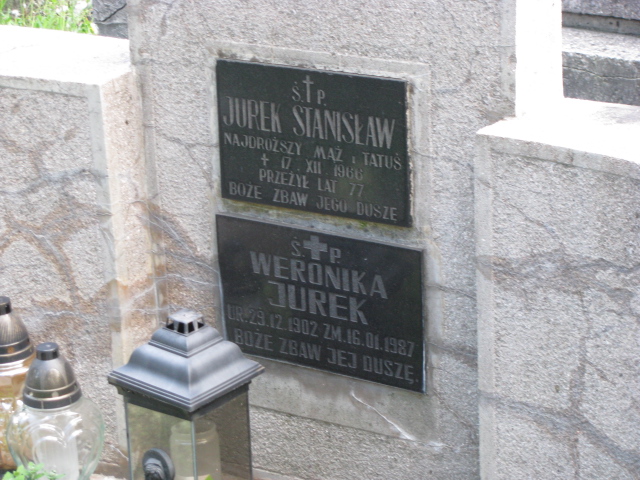 Ś.†P.
JUREK STANISŁAW
NAJDROŻSZY MĄŻ I TATUŚ
† 17 XII 1966
PRZEŻYŁ LAT 77
BOŻE ZBAW JEGO DUSZĘ
Ś.†P.
WERONIKA
JUREK
UR. 29.12.1902 ZM. 16.01.1987
BOŻE ZBAW JEJ DUSZĘ.